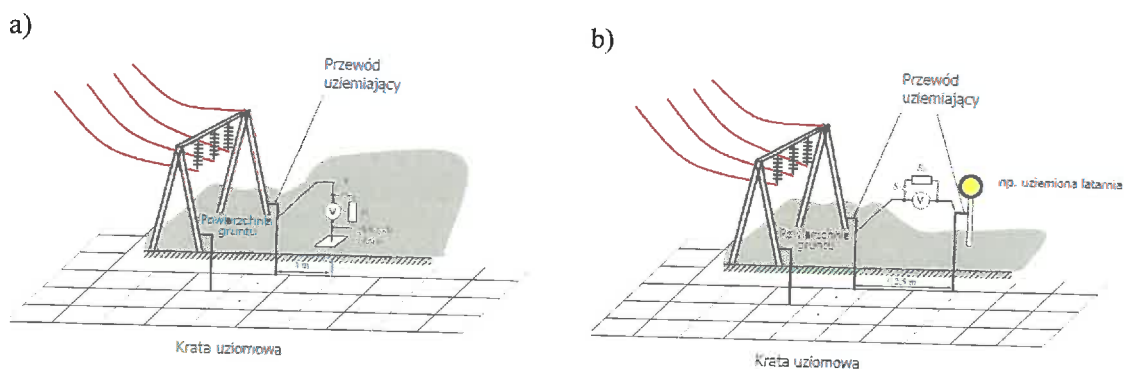 a)
Przewód
uziemiający
V
Powierzchnia
gruntu
1 m
Krata uziomowa
b)
Przewód
uziemiający
V
np. uziemiona latarnia
Powierzchnia
gruntu
Krata uziomowa